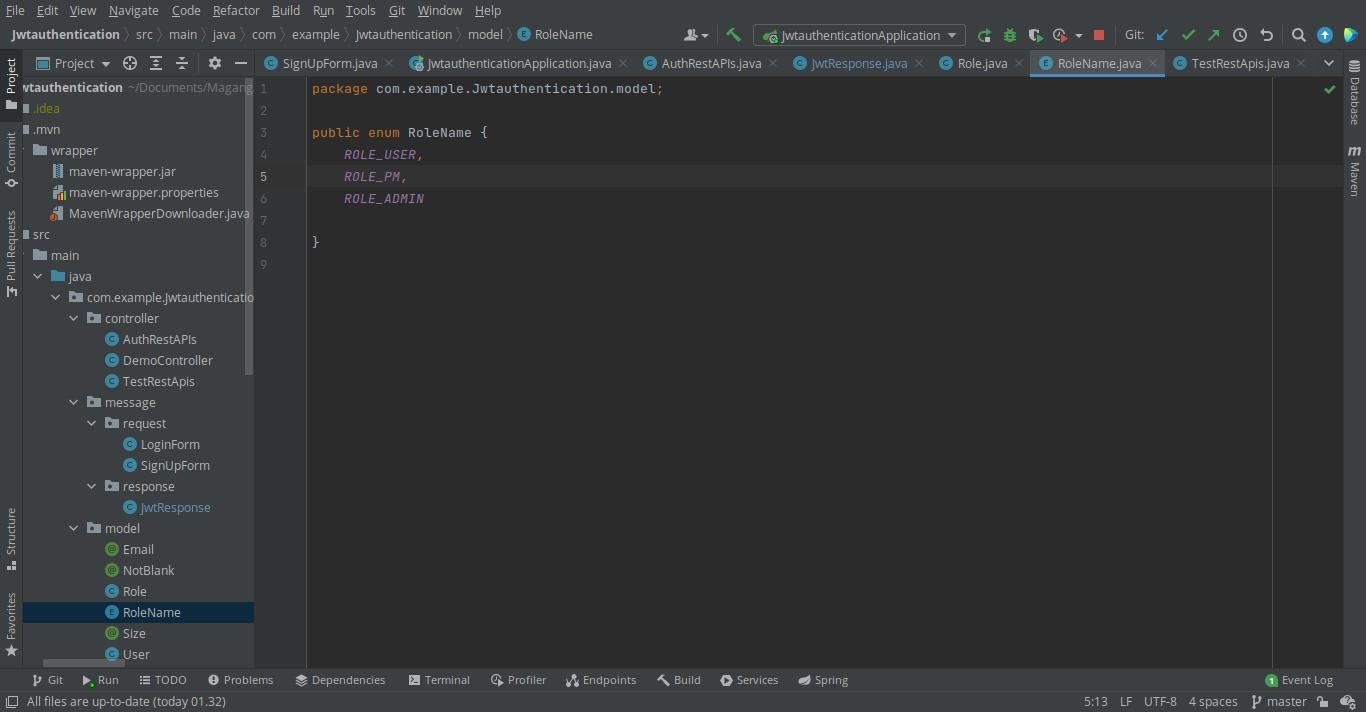 File Edit View Navigate Code Refactor Build Run Tools Git Window Help
Jwtauthentication src main java com example Jwtauthentication model RoleName
JwtauthenticationApplication
Git:
Project
SignUpForm.java JwtauthenticationApplication.java AuthRestAPIs.java JwtResponse.java Role.java RoleName.java TestRestApis.java
wtauthentication ~/Documents/Magang
.idea
.mvn
wrapper
maven-wrapper.jar
maven-wrapper.properties
MavenWrapperDownloader.java
src
main
java
com.example.Jwtauthenticatio
controller
AuthRestAPIs
DemoController
TestRestApis
message
request
LoginForm
SignUpForm
response
JwtResponse
model
Email
NotBlank
Role
RoleName
Size
User
1 package com.example.Jwtauthentication.model;
2
3 public enum RoleName {
4 ROLE_USER,
5 ROLE_PM,
6 ROLE_ADMIN
7
8 }
9
Project
Commit
Pull Requests
Structure
Favorites
Database
m Maven
Git Run TODO Problems Dependencies Terminal Profiler Endpoints Build Services Spring 1 Event Log
All files are up-to-date (today 01.32) 5:13 LF UTF-8 4 spaces master